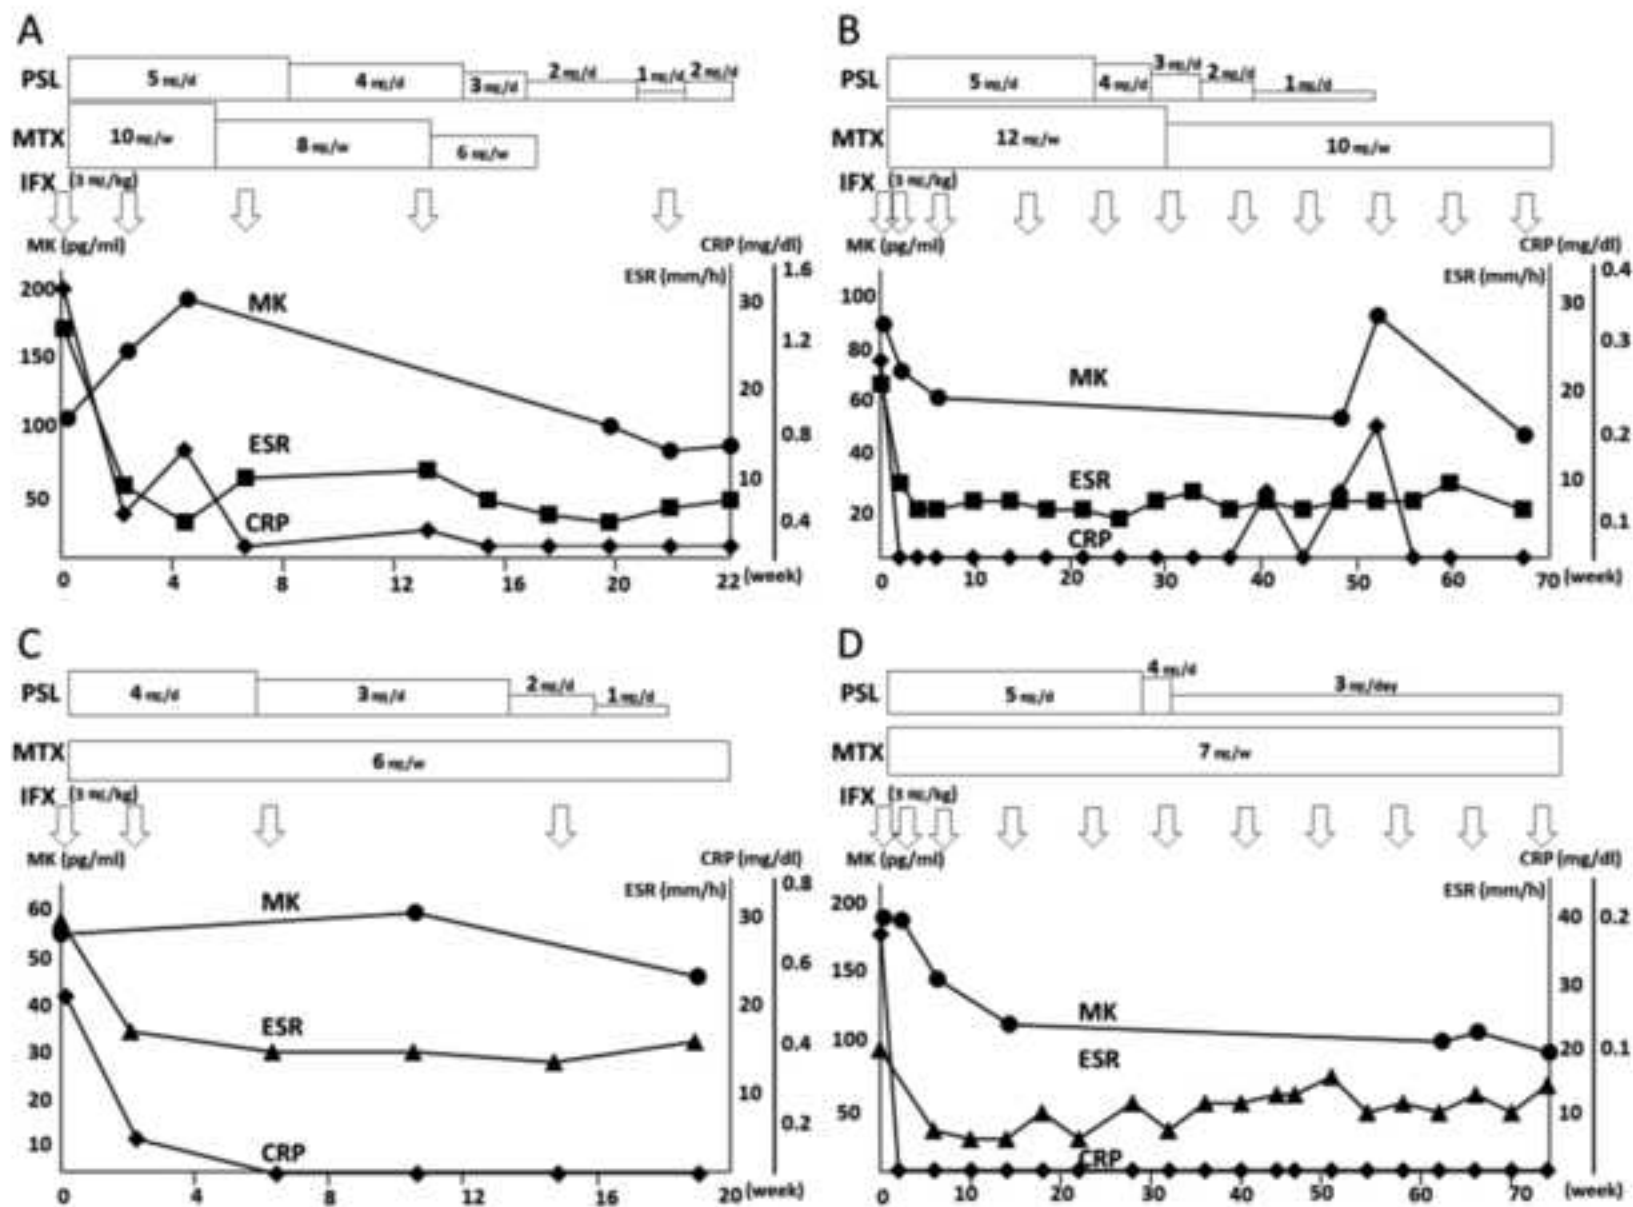 A
PSL 5 mg/d 4 mg/d 3 mg/d 2 mg/d 1 mg/d 2 mg/d
MTX 10 mg/w 8 mg/w 6 mg/w
IFX (3 mg/kg)
MK (pg/ml) CRP (mg/dl)
ESR (mm/h)
200 150 100 50
MK
ESR
CRP
30 20 10
1.6 1.2 0.8 0.4
0 4 8 12 16 20 22 (week)
B
PSL 5 mg/d 4 mg/d 3 mg/d 2 mg/d 1 mg/d
MTX 12 mg/w 10 mg/w
IFX (3 mg/kg)
MK (pg/ml) CRP (mg/dl)
ESR (mm/h)
100 80 60 40 20
MK
ESR
CRP
30 20 10
0.4 0.3 0.2 0.1
0 10 20 30 40 50 60 70 (week)
C
PSL 4 mg/d 3 mg/d 2 mg/d 1 mg/d
MTX 6 mg/w
IFX (3 mg/kg)
MK (pg/ml) CRP (mg/dl)
ESR (mm/h)
60 50 40 30 20 10
MK
ESR
CRP
30 20 10
0.8 0.6 0.4 0.2
0 4 8 12 16 20 (week)
D
PSL 5 mg/d 4 mg/d 3 mg/day
MTX 7 mg/w
IFX (3 mg/kg)
MK (pg/ml) CRP (mg/dl)
ESR (mm/h)
200 150 100 50
MK
ESR
CRP
40 30 20 10
0.2 0.1
0 10 20 30 40 50 60 70 (week)